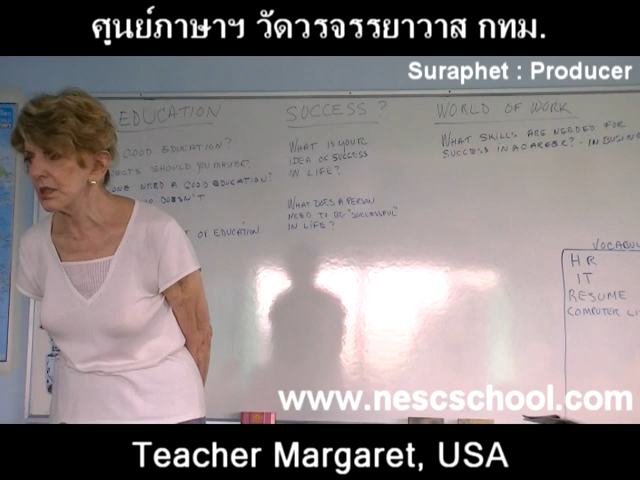 ศูนย์ภาษาฯ วัดวรจรรยาวาส กทม.
Suraphet : Producer
EDUCATION
GOOD EDUCATION?
SHOULD YOU MASTER?
NEED A GOOD EDUCATION?
DOESN'T
OF EDUCATION
SUCCESS?
WHAT IS YOUR
IDEA OF SUCCESS
IN LIFE?
WHAT DOES A PERSON
NEED TO BE "SUCCESSFUL"
IN LIFE?
WORLD OF WORK
WHAT SKILLS ARE NEEDED FOR
SUCCESS IN A CAREER? - IN BUSINE
VOCABUL
HR
IT
RESUME
COMPUTER LI
www.nescschool.com
Teacher Margaret, USA